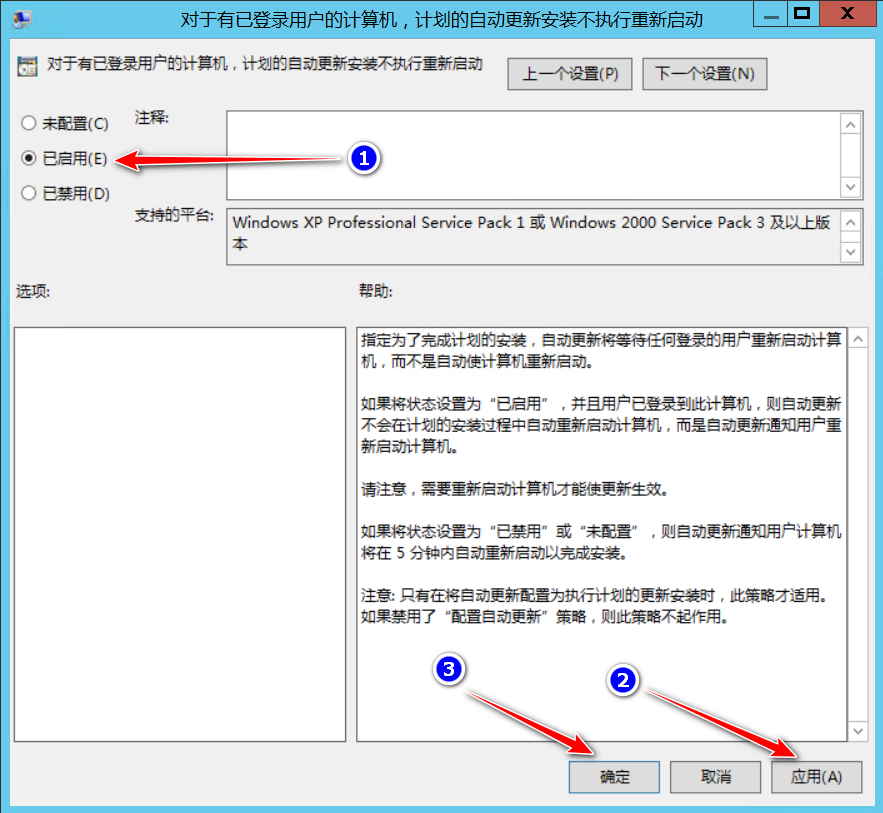 对于有已登录用户的计算机，计划的自动更新安装不执行重新启动
对于有已登录用户的计算机，计划的自动更新安装不执行重新启动
上一个设置(P)
下一个设置(N)
未配置(C)
注释:
已启用(E)
1
已禁用(D)
支持的平台:
Windows XP Professional Service Pack 1 或 Windows 2000 Service Pack 3 及以上版
本
选项:
帮助:
指定为了完成计划的安装，自动更新将等待任何登录的用户重新启动计算
机，而不是自动使计算机重新启动。
如果将状态设置为“已启用”，并且用户已登录到此计算机，则自动更新
不会在计划的安装过程中自动重新启动计算机，而是自动更新通知用户重
新启动计算机。
请注意，需要重新启动计算机才能使更新生效。
如果将状态设置为“已禁用”或“未配置”，则自动更新通知用户计算机
将在 5 分钟内自动重新启动以完成安装。
注意: 只有在将自动更新配置为执行计划的更新安装时，此策略才适用。
如果禁用了“配置自动更新”策略，则此策略不起作用。
3
2
确定
取消
应用(A)